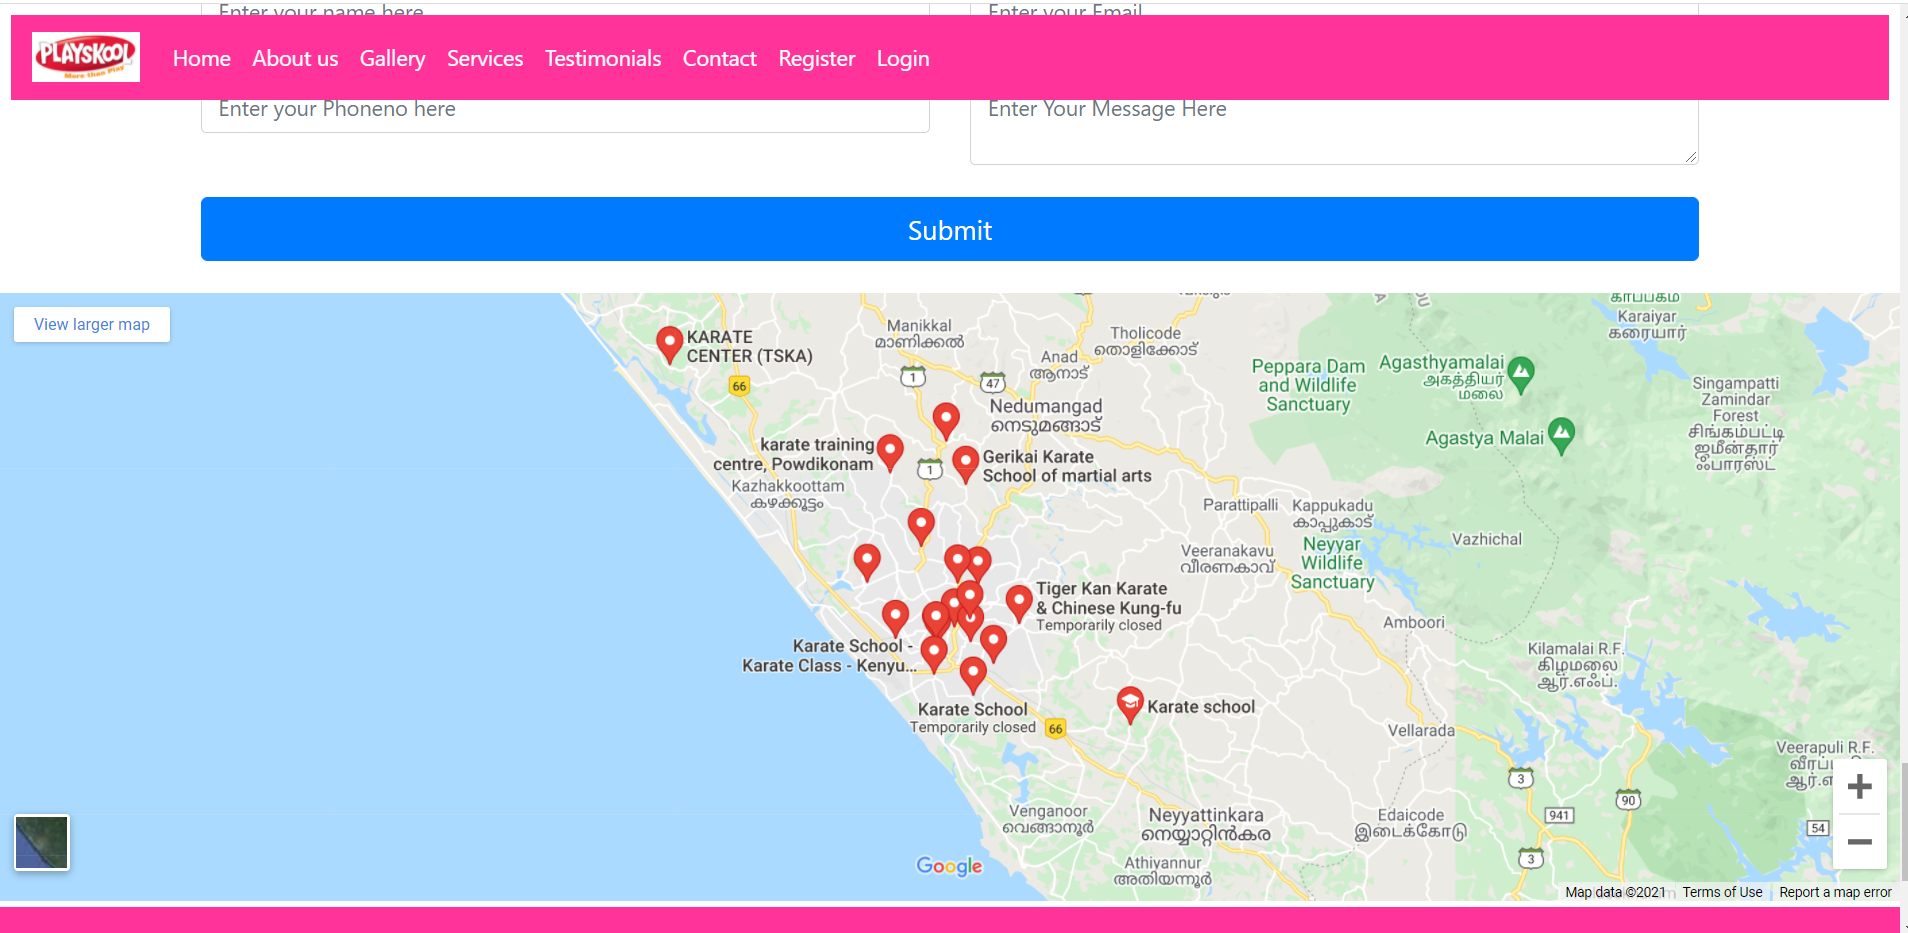 Enter your name here
Enter your Email
PLAYSKOOL
More than Play
Home
About us
Gallery
Services
Testimonials
Contact
Register
Login
Enter your Phoneno here
Enter Your Message Here
Submit
View larger map
KARATE
CENTER (TSKA)
66
Manikkal
മാണിക്കൽ
Tholicode
തൊളിക്കോട്
Anad
ആനാട്
1
47
Nedumangad
നെടുമങ്ങാട്
Peppara Dam
and Wildlife
Sanctuary
Agasthyamalai
அகத்தியர்
மலை
Karaiyar
கரையார்
Singampatti
Zamindar
Forest
சிங்கம்பட்டி
ஜமீன்தார்
ஃபாரஸ்ட்
Agastya Malai
karate training
centre, Powdikonam
Kazhakkoottam
കഴക്കൂട്ടം
1
Gerikai Karate
School of martial arts
Parattipalli
Kappukadu
കാപ്പുകാട്
Vazhichal
Veeranakavu
വീരണകാവ്
Neyyar
Wildlife
Sanctuary
Tiger Kan Karate
& Chinese Kung-fu
Temporarily closed
Amboori
Karate School -
Karate Class - Kenyu...
Kilamalai R.F.
கிழமலை
ஆர்.எஃப்.
Karate School
Temporarily closed
66
Karate school
Vellarada
Veerapuli R.F.
3
90
941
54
3
Venganoor
വെങ്ങാനൂർ
Neyyattinkara
നെയ്യാറ്റിൻകര
Edaicode
இடைக்கோடு
Athiyannur
അതിയന്നൂർ
Google
Map data ©2021
Terms of Use
Report a map error